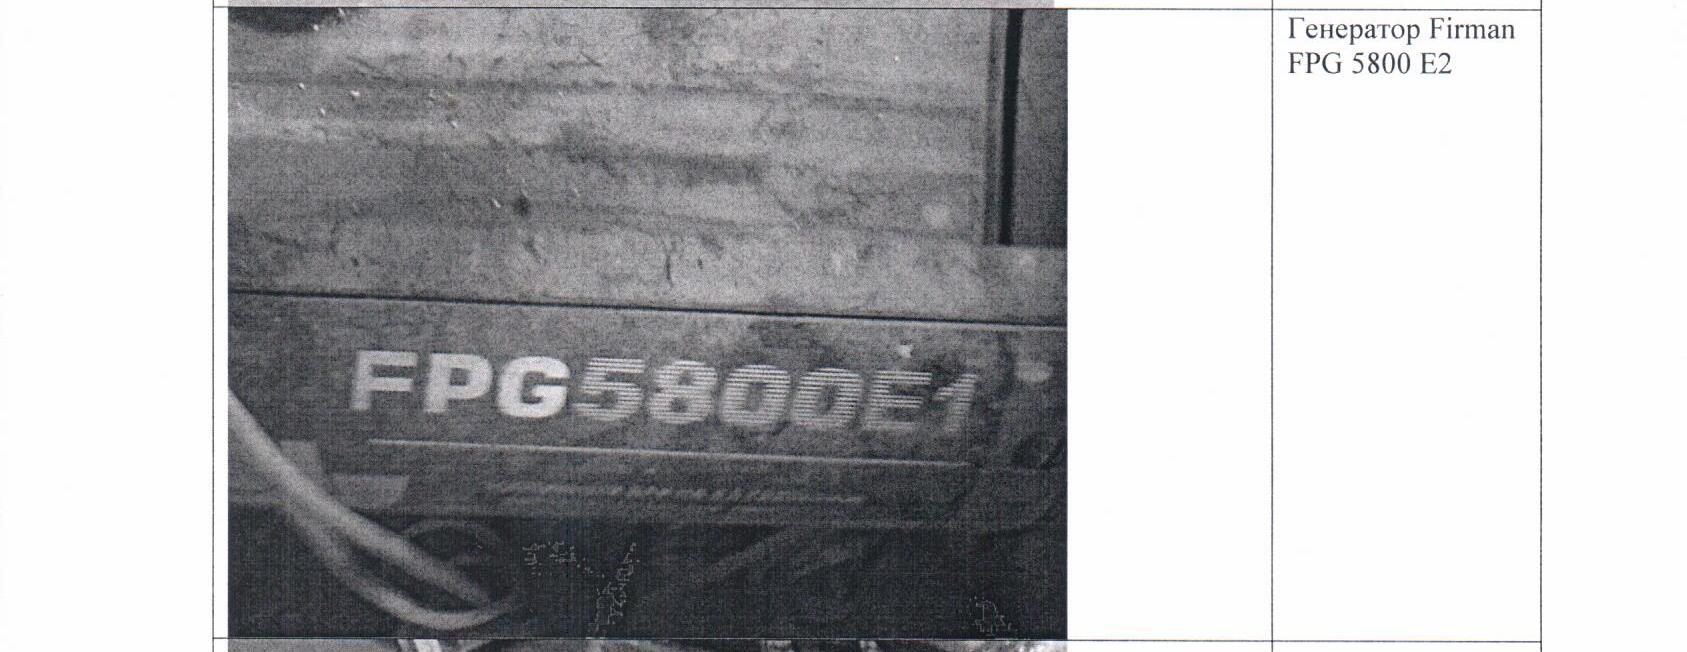 Генератор Firman
FPG 5800 E2
FPG5800E1